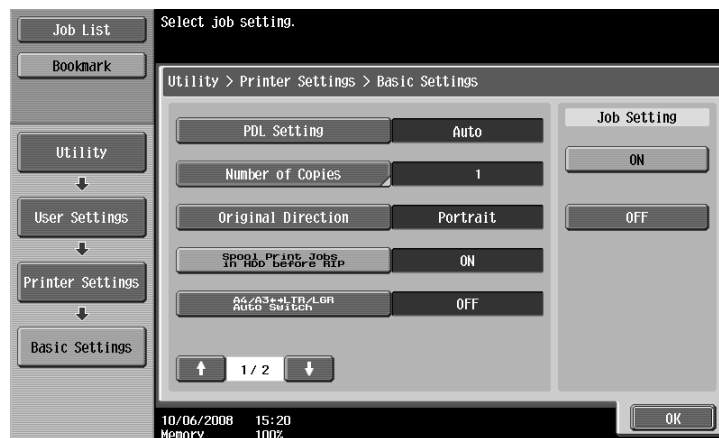 Job List
Bookmark
Select job setting.
Utility > Printer Settings > Basic Settings
Utility
User Settings
Printer Settings
Basic Settings
PDL Setting Auto
Number of Copies 1
Original Direction Portrait
Spool Print Jobs
in HDD before RIP ON
A4/A3↔LTR/LGR
Auto Switch OFF
1/ 2
Job Setting
ON
OFF
10/06/2008 15:20
Memory 100%
OK